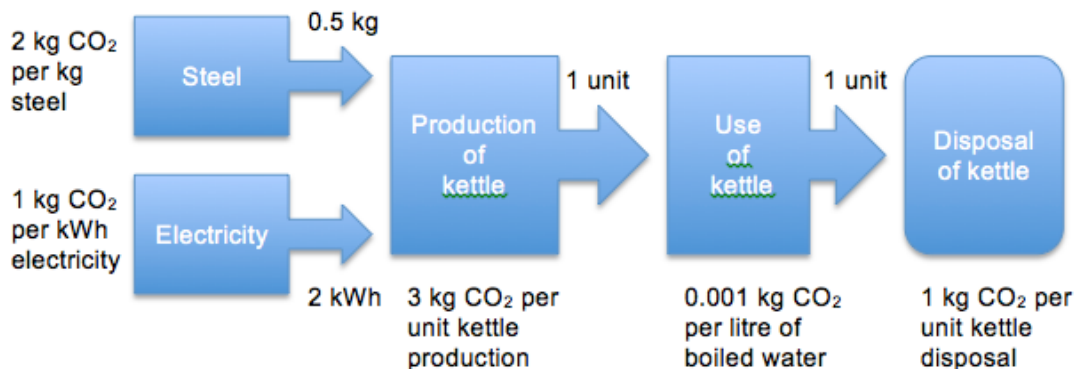 2 kg CO₂
per kg
steel
Steel
0.5 kg
1 kg CO₂
per kWh
electricity
Electricity
2 kWh
Production
of
kettle
3 kg CO₂ per
unit kettle
production
1 unit
Use
of
kettle
0.001 kg CO₂
per litre of
boiled water
1 unit
Disposal
of kettle
1 kg CO₂ per
unit kettle
disposal